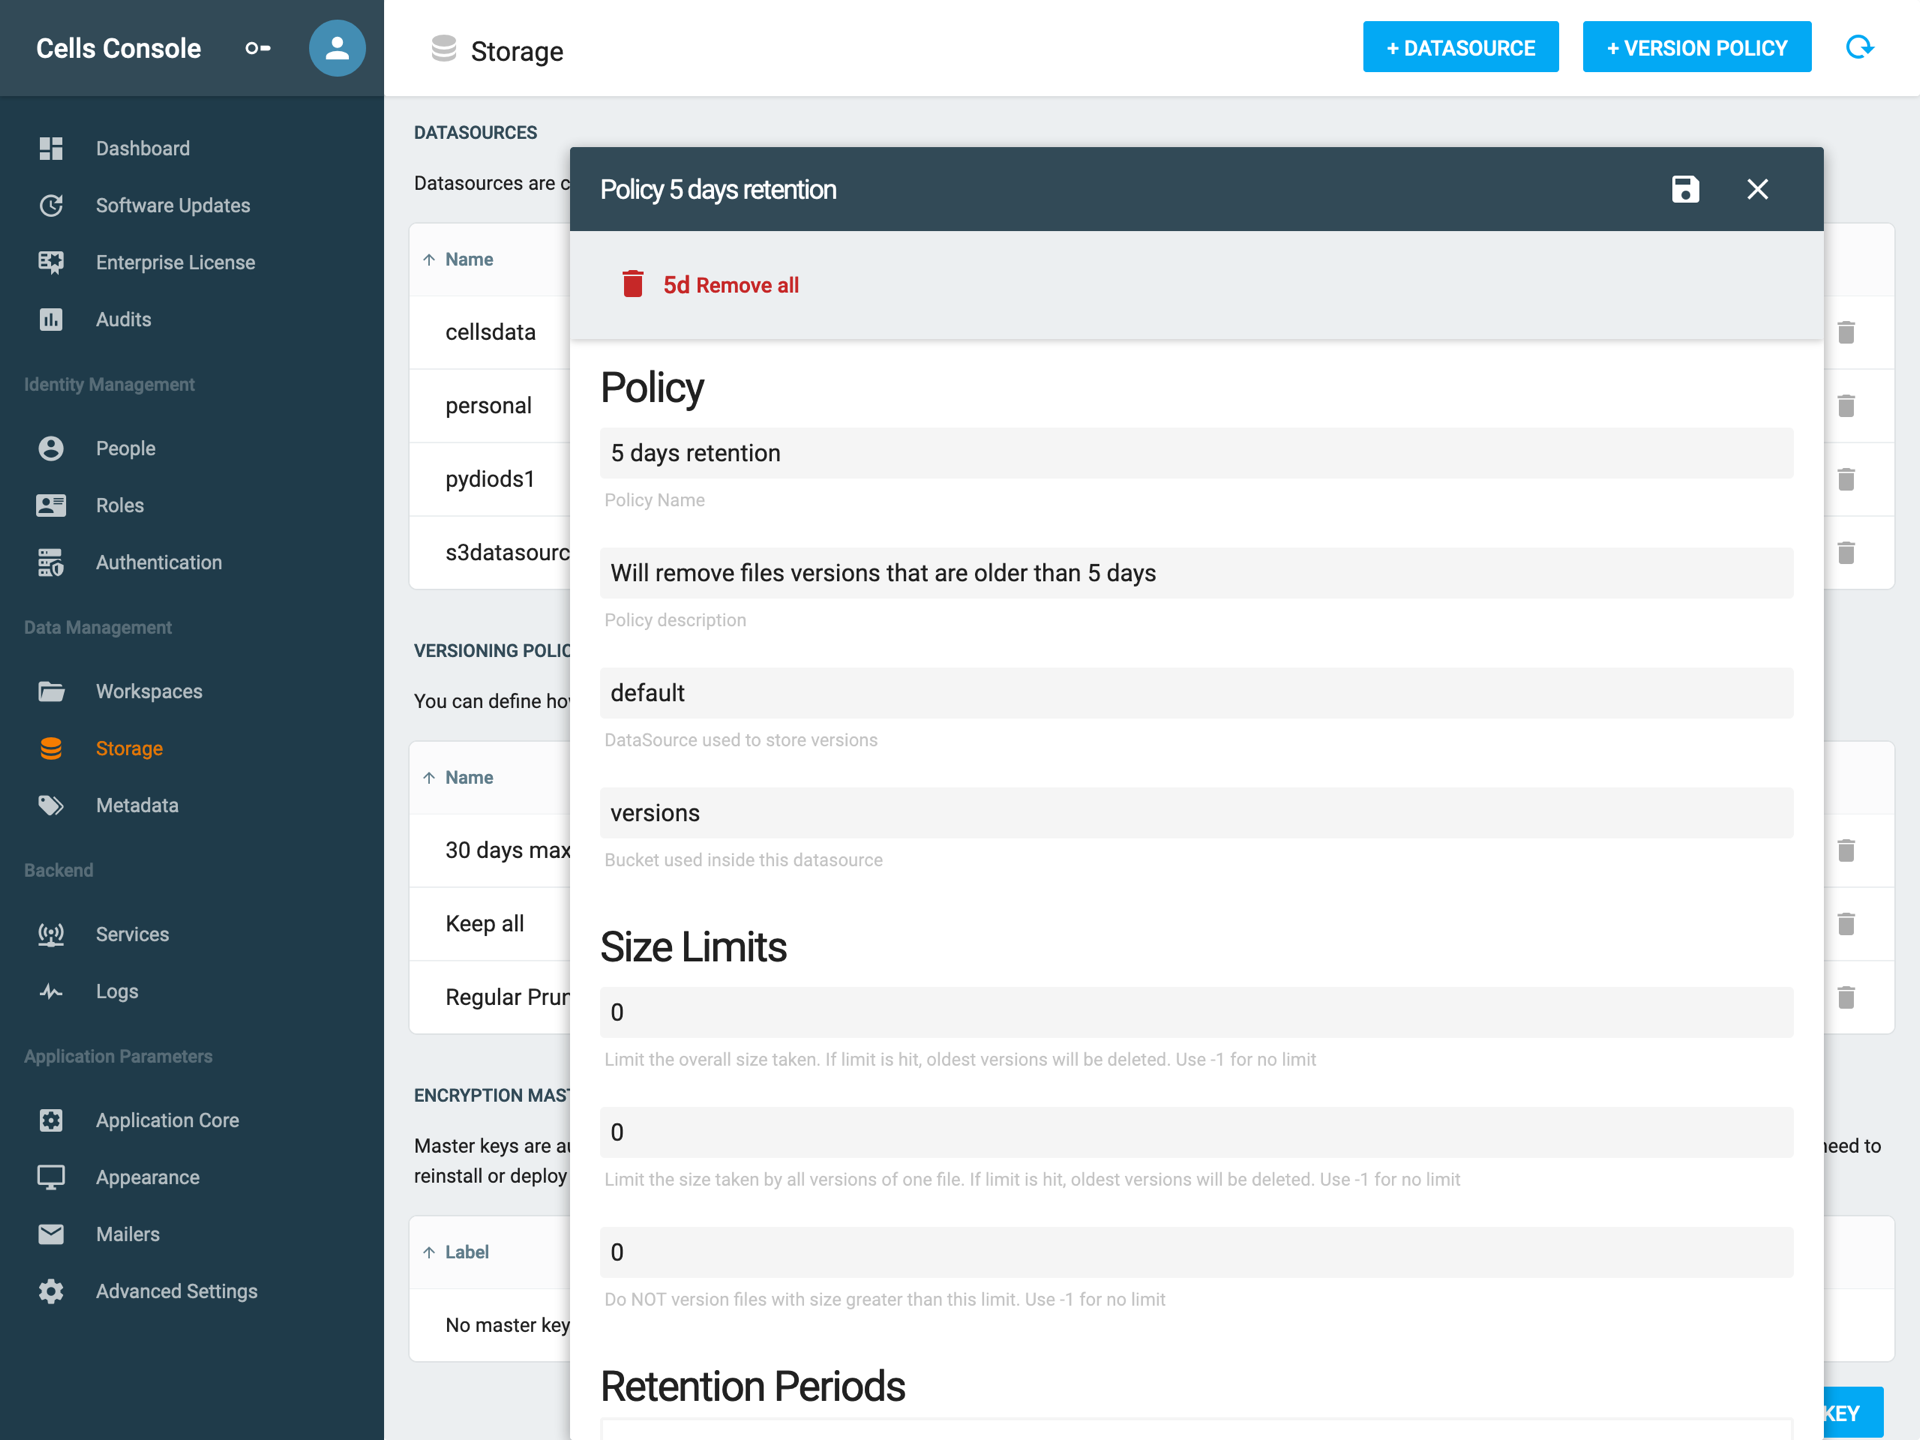 Cells Console
Dashboard
Software Updates
Enterprise License
Audits
Identity Management
People
Roles
Authentication
Data Management
Workspaces
Storage
Metadata
Backend
Services
Logs
Application Parameters
Application Core
Appearance
Mailers
Advanced Settings
Storage
+ DATASOURCE
+ VERSION POLICY
DATASOURCES
Datasources are c
Name
cellsdata
personal
pydiods1
s3datasourc
VERSIONING POLIC
You can define ho
Name
30 days max
Keep all
Regular Prun
ENCRYPTION MAST
Master keys are au
need to
reinstall or deploy
Label
No master key
KEY
Policy 5 days retention
5d Remove all
Policy
5 days retention
Policy Name
Will remove files versions that are older than 5 days
Policy description
default
DataSource used to store versions
versions
Bucket used inside this datasource
Size Limits
0
Limit the overall size taken. If limit is hit, oldest versions will be deleted. Use -1 for no limit
0
Limit the size taken by all versions of one file. If limit is hit, oldest versions will be deleted. Use -1 for no limit
0
Do NOT version files with size greater than this limit. Use -1 for no limit
Retention Periods